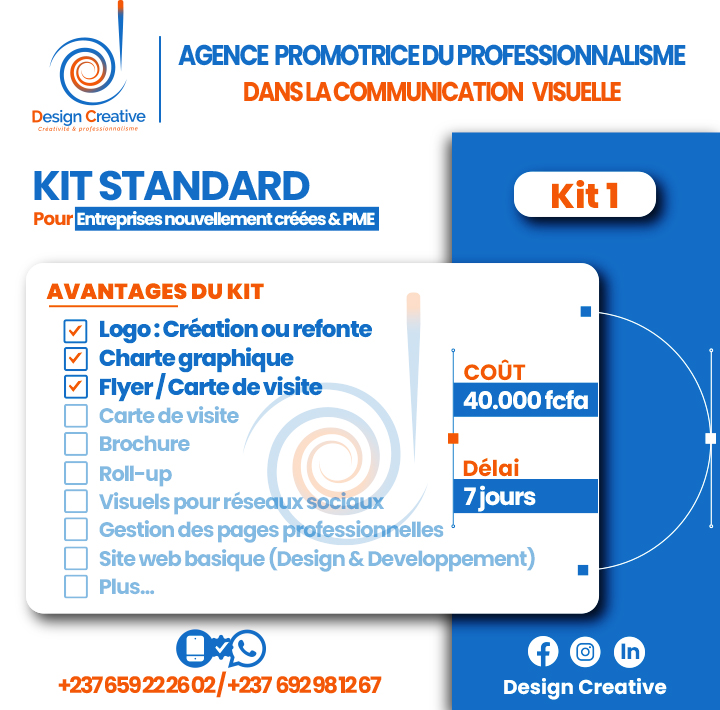 Design Creative
Créativité & professionnalisme
AGENCE PROMOTRICE DU PROFESSIONNALISME
DANS LA COMMUNICATION VISUELLE
KIT STANDARD
Pour Entreprises nouvellement créées & PME
Kit 1
AVANTAGES DU KIT
Logo : Création ou refonte
Charte graphique
Flyer / Carte de visite
Carte de visite
Brochure
Roll-up
Visuels pour réseaux sociaux
Gestion des pages professionnelles
Site web basique (Design & Developpement)
Plus...
COÛT
40.000 fcfa
Délai
7 jours
+237 659 22 26 02 / +237 692 98 12 67
Design Creative